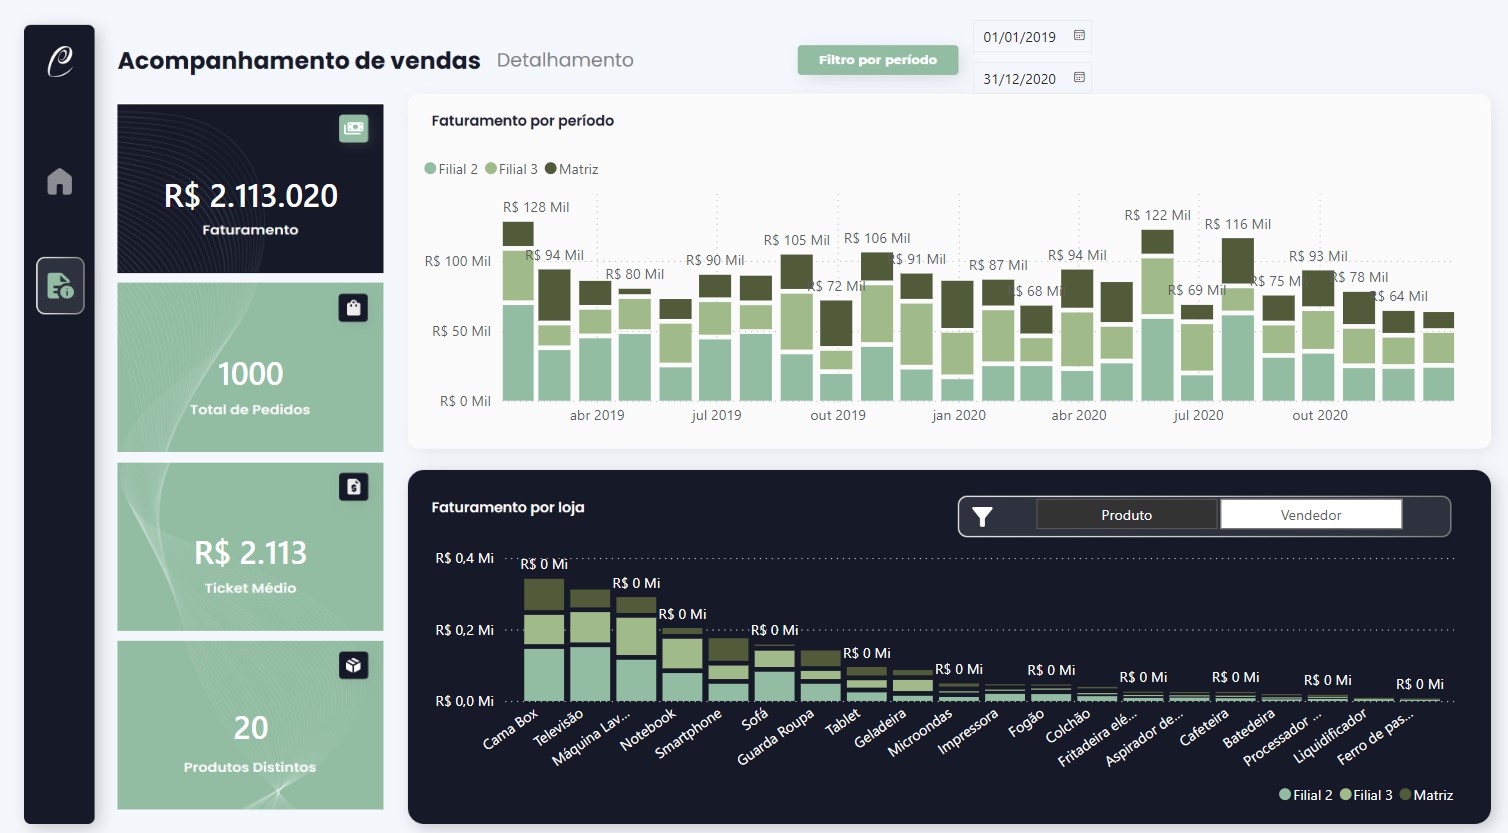 Acompanhamento de vendas
Detalhamento
Filtro por período
01/01/2019
31/12/2020
R$ 2.113.020
Faturamento
1000
Total de Pedidos
R$ 2.113
Ticket Médio
20
Produtos Distintos
Faturamento por período
Filial 2 Filial 3 Matriz
R$ 128 Mil
R$ 94 Mil
R$ 80 Mil
R$ 90 Mil
R$ 105 Mil
R$ 72 Mil
R$ 106 Mil
R$ 91 Mil
R$ 87 Mil
R$ 68 Mil
R$ 94 Mil
R$ 122 Mil
R$ 69 Mil
R$ 116 Mil
R$ 75 M
R$ 93 Mil
R$ 78 Mil
R$ 64 Mil
R$ 100 Mil
R$ 50 Mil
R$ 0 Mil
abr 2019
jul 2019
out 2019
jan 2020
abr 2020
jul 2020
out 2020
Faturamento por loja
Produto
Vendedor
R$ 0,4 Mi
R$ 0,2 Mi
R$ 0,0 Mi
R$ 0 Mi
R$ 0 Mi
R$ 0 Mi
R$ 0 Mi
R$ 0 Mi
R$ 0 Mi
R$ 0 Mi
R$ 0 Mi
R$ 0 Mi
R$ 0 Mi
R$ 0 Mi
Cama Box
Televisão
Máquina Lav...
Notebook
Smartphone
Sofá
Guarda Roupa
Tablet
Geladeira
Microondas
Impressora
Fogão
Colchão
Fritadeira elé...
Aspirador de...
Cafeteira
Batedeira
Processador ...
Liquidificador
Ferro de pas...
Filial 2 Filial 3 Matriz